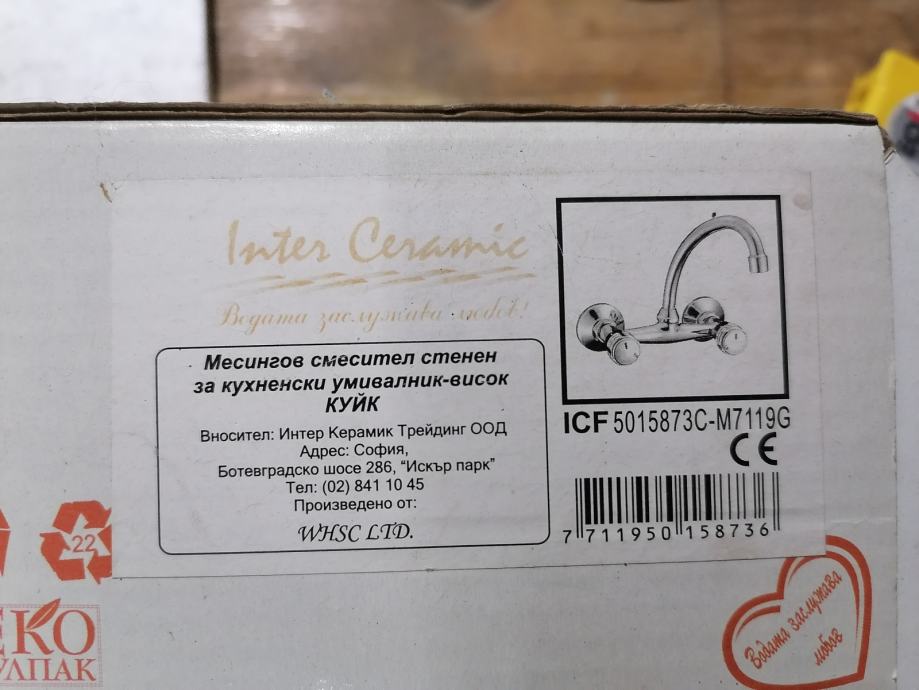 Inter Ceramic
Водата заслужава любов!
Месингов смесител стенен
за кухненски умивалник-висок
КУЙК
Вносител: Интер Керамик Трейдинг ООД
Адрес: София,
Ботевградско шосе 286, “Искър парк”
Тел: (02) 841 10 45
Произведено от:
WHSC LTD.
ICF 5015873C-M7119G
CE
7 711950 158736
22
ЕКО
УЛПАК
Водата заслужава
любов